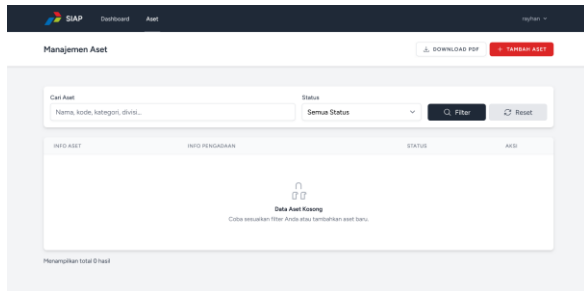 SIAP Dashboard Aset rayhan
Manajemen Aset DOWNLOAD PDF + TAMBAH ASET
Cari Aset Status
Nama, kode, kategori, divisi... Semua Status Filter Reset
INFO ASET INFO PENGADAAN STATUS AKSI
Data Aset Kosong
Coba sesuaikan filter Anda atau tambahkan aset baru.
Menampilkan total 0 hasil